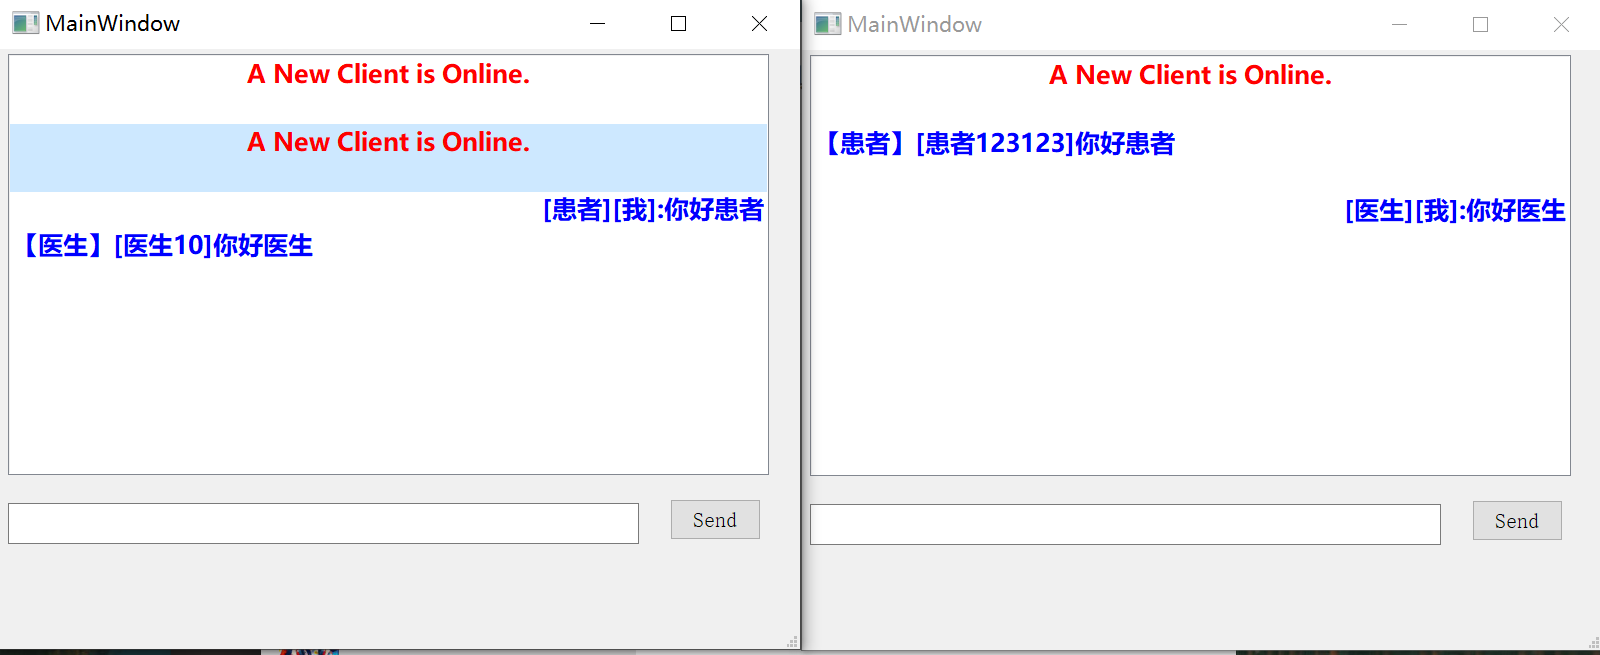 MainWindow
A New Client is Online.
A New Client is Online.
[患者][我]:你好患者
【医生】[医生10]你好医生
Send
MainWindow
A New Client is Online.
【患者】[患者123123]你好患者
[医生][我]:你好医生
Send